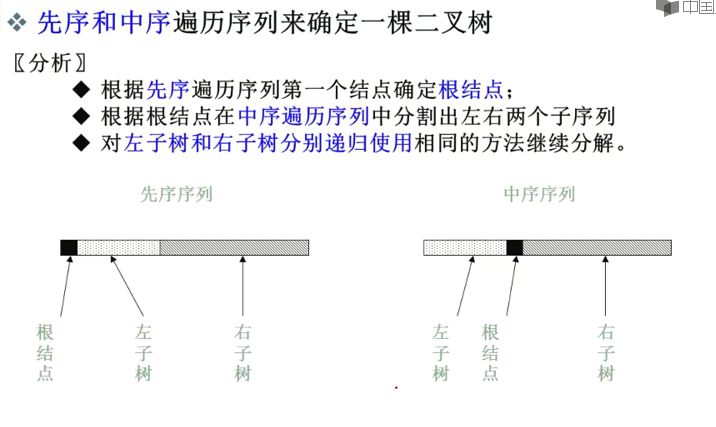 中国
先序和中序遍历序列来确定一棵二叉树
〖分析〗
根据先序遍历序列第一个结点确定根结点；
根据根结点在中序遍历序列中分割出左右两个子序列
对左子树和右子树分别递归使用相同的方法继续分解。
先序序列
中序序列
根结点
左子树
右子树
左子树
根结点
右子树